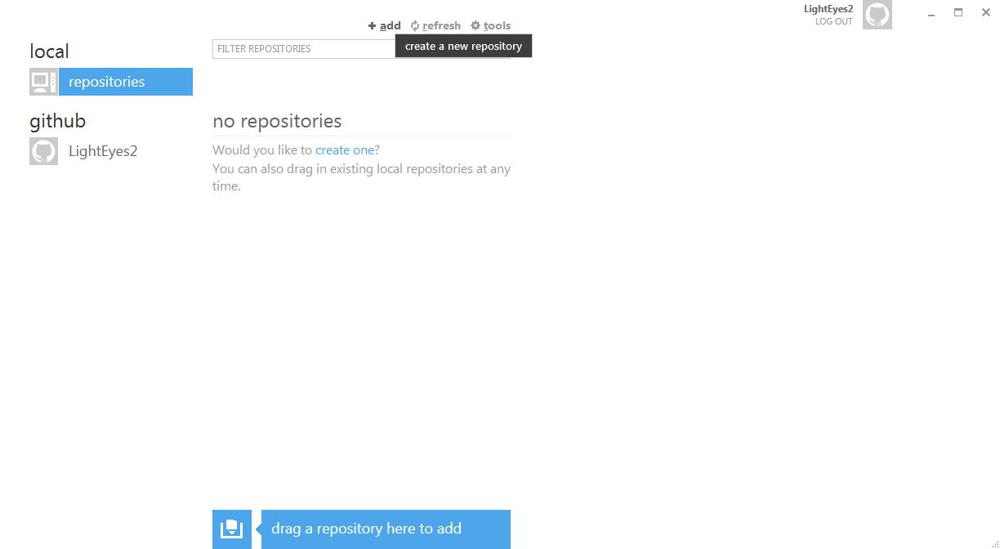 LightEyes2
LOG OUT
add refresh tools
FILTER REPOSITORIES
create a new repository
local
repositories
github
LightEyes2
no repositories
Would you like to create one?
You can also drag in existing local repositories at any
time.
drag a repository here to add